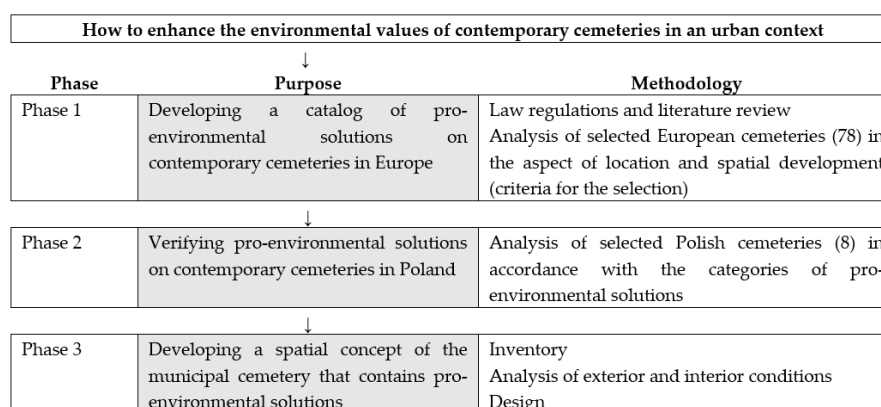 How to enhance the environmental values of contemporary cemeteries in an urban context
↓
Phase Purpose Methodology
Phase 1
Developing a catalog of pro-
environmental solutions on
contemporary cemeteries in Europe
Law regulations and literature review
Analysis of selected European cemeteries (78) in
the aspect of location and spatial development
(criteria for the selection)
↓
Phase 2
Verifying pro-environmental solutions
on contemporary cemeteries in Poland
Analysis of selected Polish cemeteries (8) in
accordance with the categories of pro-
environmental solutions
↓
Phase 3
Developing a spatial concept of the
municipal cemetery that contains pro-
environmental solutions
Inventory
Analysis of exterior and interior conditions
Design